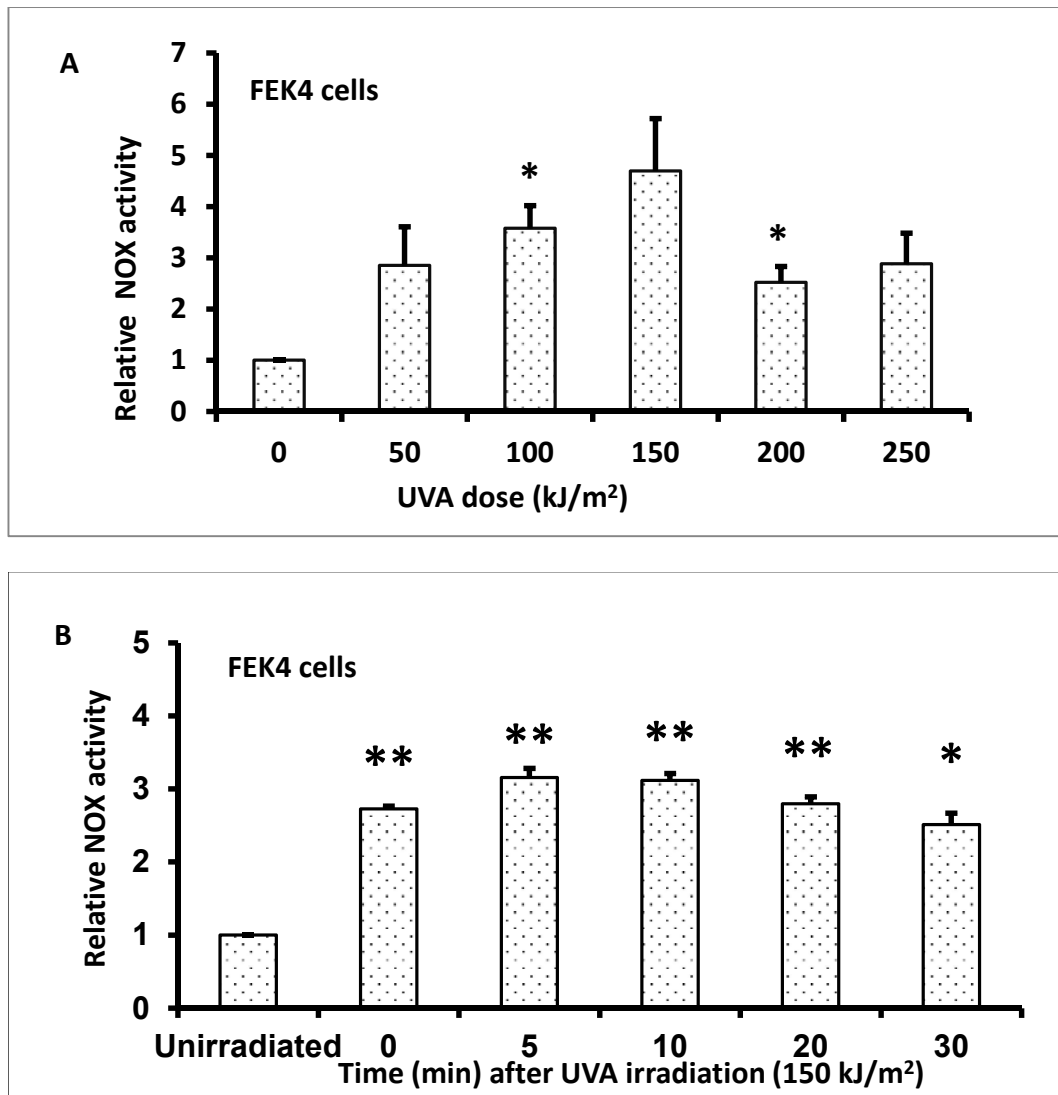 A
FEK4 cells
Relative NOX activity
7
6
5
4
3
2
1
0
*
*
0 50 100 150 200 250
UVA dose (kJ/m²)
B
FEK4 cells
Relative NOX activity
5
4
3
2
1
0
** ** ** ** *
Unirradiated 0 5 10 20 30
Time (min) after UVA irradiation (150 kJ/m²)